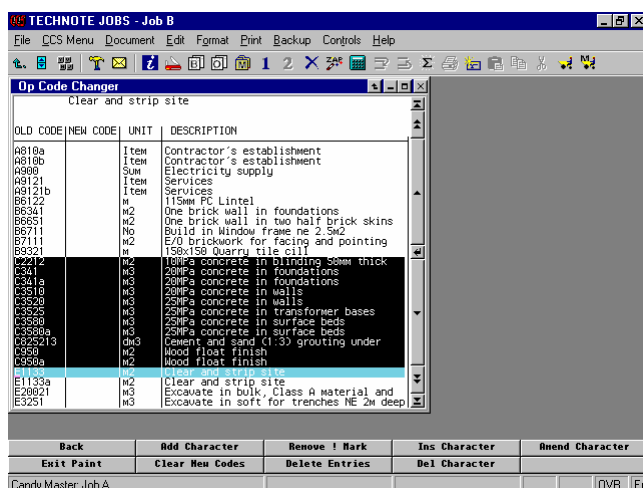 CCS TECHNOTE JOBS - Job B
File CCS Menu Document Edit Format Print Backup Controls Help
1 2 X ZAP Σ M
Op Code Changer
Clear and strip site
OLD CODE|NEW CODE| UNIT | DESCRIPTION
A810a Item Contractor's establishment
A810b Item Contractor's establishment
A900 Sum Electricity supply
A9121 Item Services
A9121b Item Services
B6122 m 115mm PC Lintel
B6341 m2 One brick wall in foundations
B6651 m2 One brick wall in two half brick skins
B6711 No Build in Window frame ne 2.5m2
B7111 m2 E/O brickwork for facing and pointing
B9321 m 150x150 Quarry tile cill
C2212 m2 10MPa concrete in blinding 50mm thick
C341 m3 20MPa concrete in foundations
C341a m3 20MPa concrete in foundations
C3510 m3 20MPa concrete in walls
C3520 m3 25MPa concrete in walls
C3525 m3 25MPa concrete in transformer bases
C3580 m3 25MPa concrete in surface beds
C3580a m3 25MPa concrete in surface beds
C825213 dm3 Cement and sand (1:3) grouting under
C950 m2 Wood float finish
C950a m2 Wood float finish
E1133 m2 Clear and strip site
E1133a m2 Clear and strip site
E20021 m3 Excavate in bulk, Class A material and
E3251 m3 Excavate in soft for trenches NE 2m deep
Back Add Character Remove ! Mark Ins Character Amend Character
Exit Paint Clear New Codes Delete Entries Del Character
Candy Master: Job A OVR